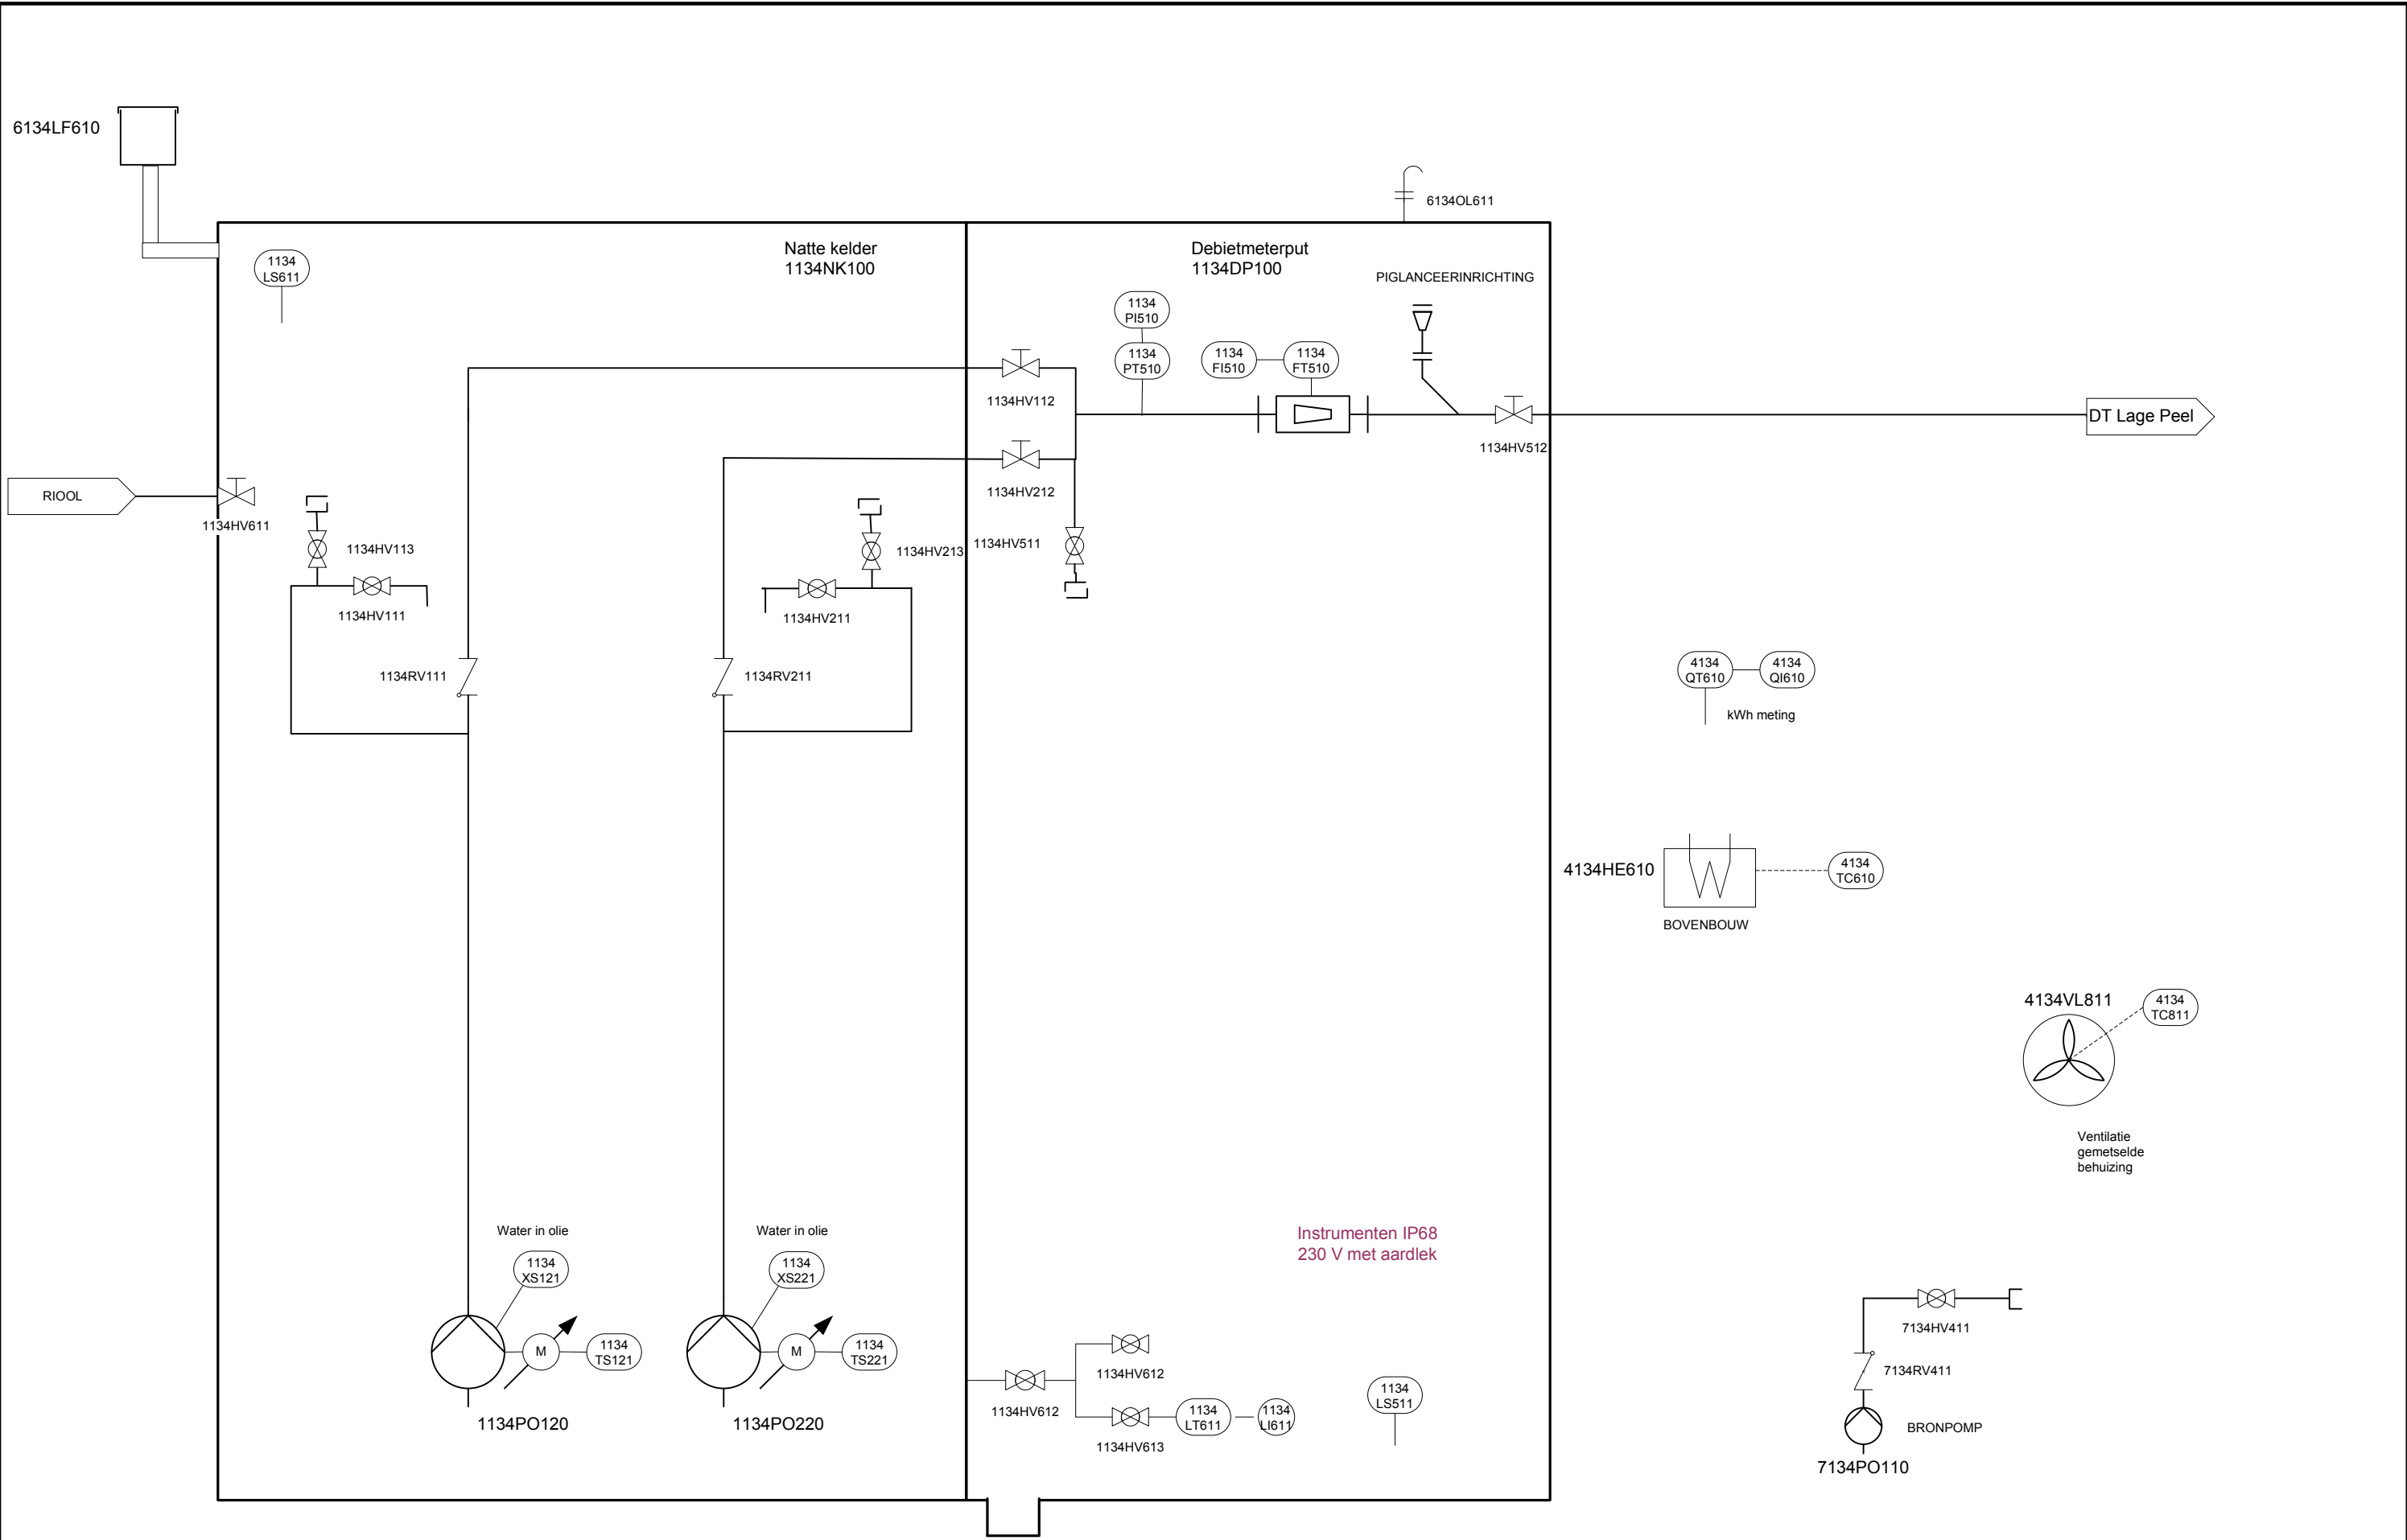 6134LF610
6134OL611
Natte kelder
1134NK100
Debietmeterput
1134DP100
1134
LS611
PIGLANCEERINRICHTING
1134
PI510
1134
PT510
1134
FI510
1134
FT510
1134HV112
DT Lage Peel
1134HV512
RIOOL
1134HV611
1134HV212
1134HV113
1134HV213
1134HV511
1134HV111
1134HV211
1134RV111
1134RV211
4134
QT610
4134
QI610
kWh meting
4134HE610
4134
TC610
BOVENBOUW
4134VL811
4134
TC811
Ventilatie
gemetselde
behuizing
Water in olie
Water in olie
Instrumenten IP68
230 V met aardlek
1134
XS121
1134
XS221
M
1134
TS121
M
1134
TS221
7134HV411
7134RV411
1134HV612
1134HV612
1134
LT611
1134
LI611
1134
LS511
1134HV613
1134PO120
1134PO220
BRONPOMP
7134PO110